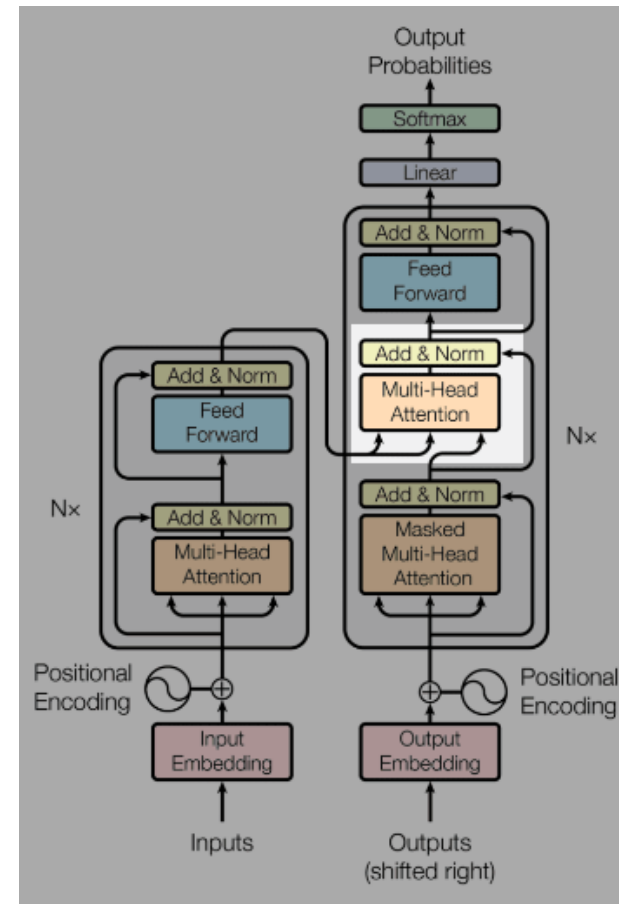 Output
Probabilities
Softmax
Linear
Add & Norm
Feed
Forward
Add & Norm
Multi-Head
Attention
Nx
Add & Norm
Masked
Multi-Head
Attention
Add & Norm
Feed
Forward
Nx
Add & Norm
Multi-Head
Attention
Positional
Encoding
Positional
Encoding
Input
Embedding
Output
Embedding
Inputs
Outputs
(shifted right)